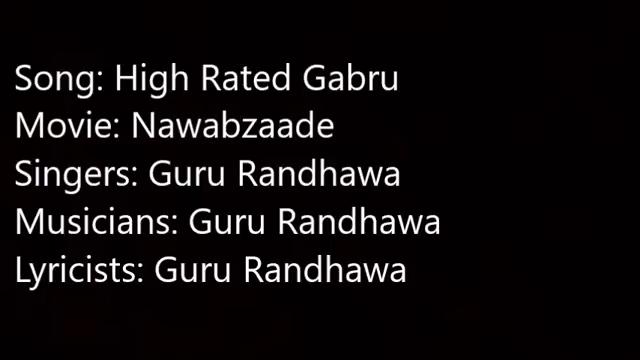 Song: High Rated Gabru
Movie: Nawabzaade
Singers: Guru Randhawa
Musicians: Guru Randhawa
Lyricists: Guru Randhawa